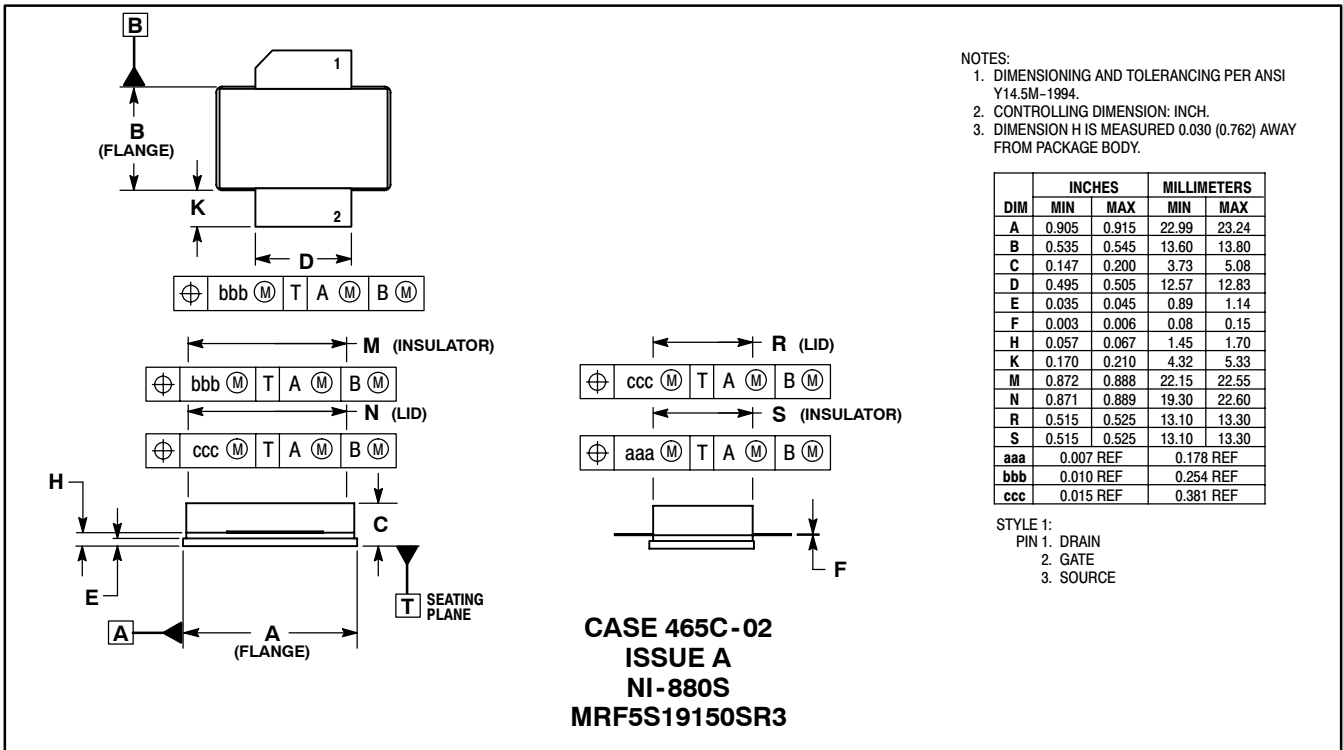 B
1
B
(FLANGE)
K
2
D
⌖ bbb Ⓜ T A Ⓜ B Ⓜ
M (INSULATOR)
⌖ bbb Ⓜ T A Ⓜ B Ⓜ
N (LID)
⌖ ccc Ⓜ T A Ⓜ B Ⓜ
H
C
E
T SEATING
PLANE
A
A
(FLANGE)
R (LID)
⌖ ccc Ⓜ T A Ⓜ B Ⓜ
S (INSULATOR)
⌖ aaa Ⓜ T A Ⓜ B Ⓜ
F
CASE 465C-02
ISSUE A
NI-880S
MRF5S19150SR3
NOTES:
1. DIMENSIONING AND TOLERANCING PER ANSI
Y14.5M-1994.
2. CONTROLLING DIMENSION: INCH.
3. DIMENSION H IS MEASURED 0.030 (0.762) AWAY
FROM PACKAGE BODY.
INCHES MILLIMETERS
DIM MIN MAX MIN MAX
A 0.905 0.915 22.99 23.24
B 0.535 0.545 13.60 13.80
C 0.147 0.200 3.73 5.08
D 0.495 0.505 12.57 12.83
E 0.035 0.045 0.89 1.14
F 0.003 0.006 0.08 0.15
H 0.057 0.067 1.45 1.70
K 0.170 0.210 4.32 5.33
M 0.872 0.888 22.15 22.55
N 0.871 0.889 19.30 22.60
R 0.515 0.525 13.10 13.30
S 0.515 0.525 13.10 13.30
aaa 0.007 REF 0.178 REF
bbb 0.010 REF 0.254 REF
ccc 0.015 REF 0.381 REF
STYLE 1:
PIN 1. DRAIN
2. GATE
3. SOURCE